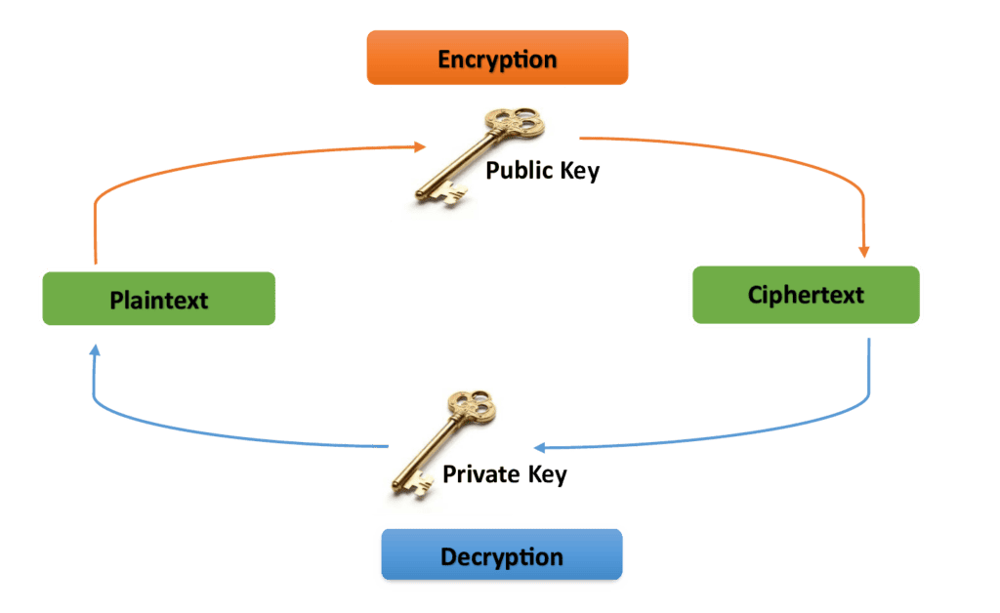 Encryption
Public Key
Plaintext
Ciphertext
Private Key
Decryption